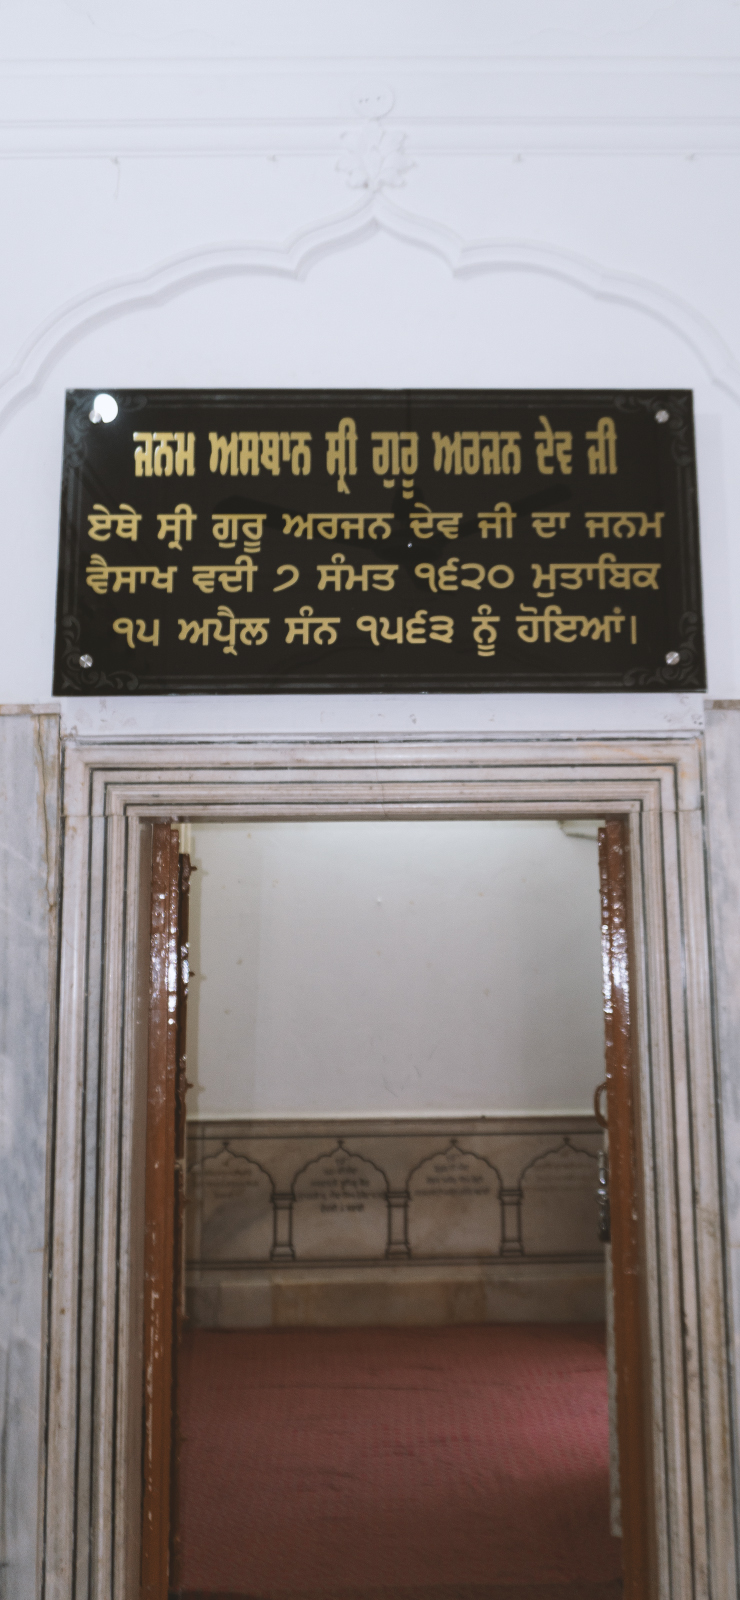 ਜਨਮ ਅਸਥਾਨ ਸ੍ਰੀ ਗੁਰੂ ਅਰਜਨ ਦੇਵ ਜੀ
ਏਥੇ ਸ੍ਰੀ ਗੁਰੂ ਅਰਜਨ ਦੇਵ ਜੀ ਦਾ ਜਨਮ
ਵੈਸਾਖ ਵਦੀ ੭ ਸੰਮਤ ੧੬੨੦ ਮੁਤਾਬਿਕ
੧੫ ਅਪ੍ਰੈਲ ਸੰਨ ੧੫੬੩ ਨੂੰ ਹੋਇਆਂ।